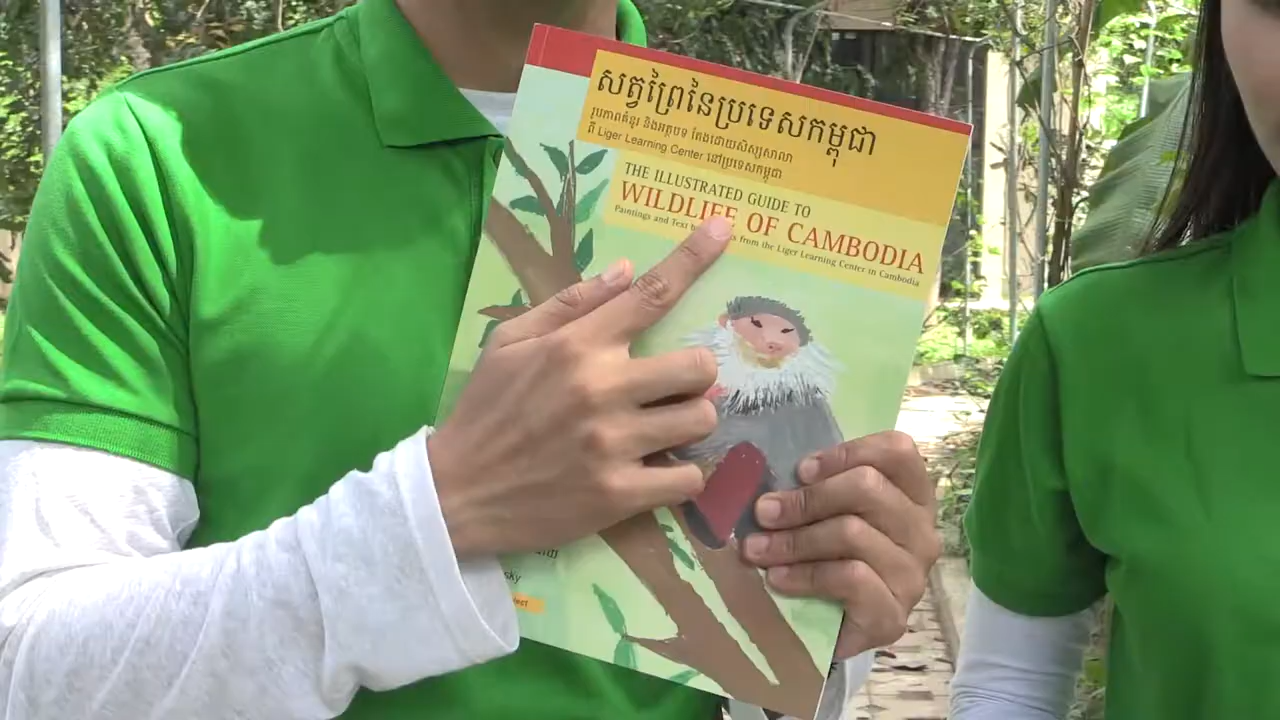 សត្វព្រៃនៃប្រទេសកម្ពុជា
រូបភាពគំនូរ និងអត្ថបទ តែងដោយសិស្សសាលា
ពី Liger Learning Center នៅប្រទេសកម្ពុជា
THE ILLUSTRATED GUIDE TO
WILDLIFE OF CAMBODIA
Paintings and Text from the Liger Learning Center in Cambodia